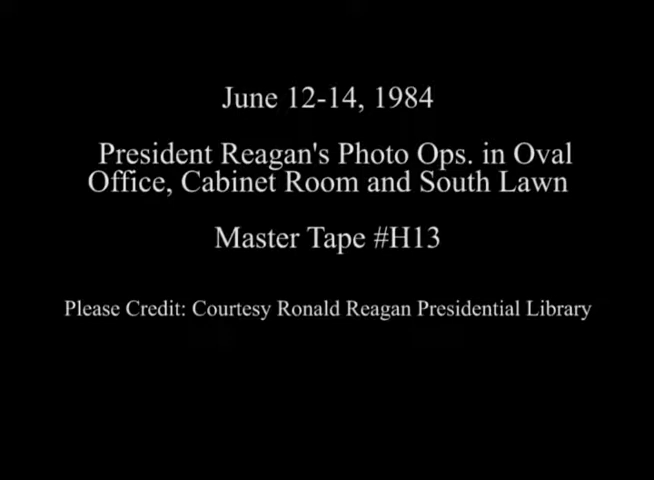 June 12-14, 1984
President Reagan's Photo Ops. in Oval
Office, Cabinet Room and South Lawn
Master Tape #H13
Please Credit: Courtesy Ronald Reagan Presidential Library